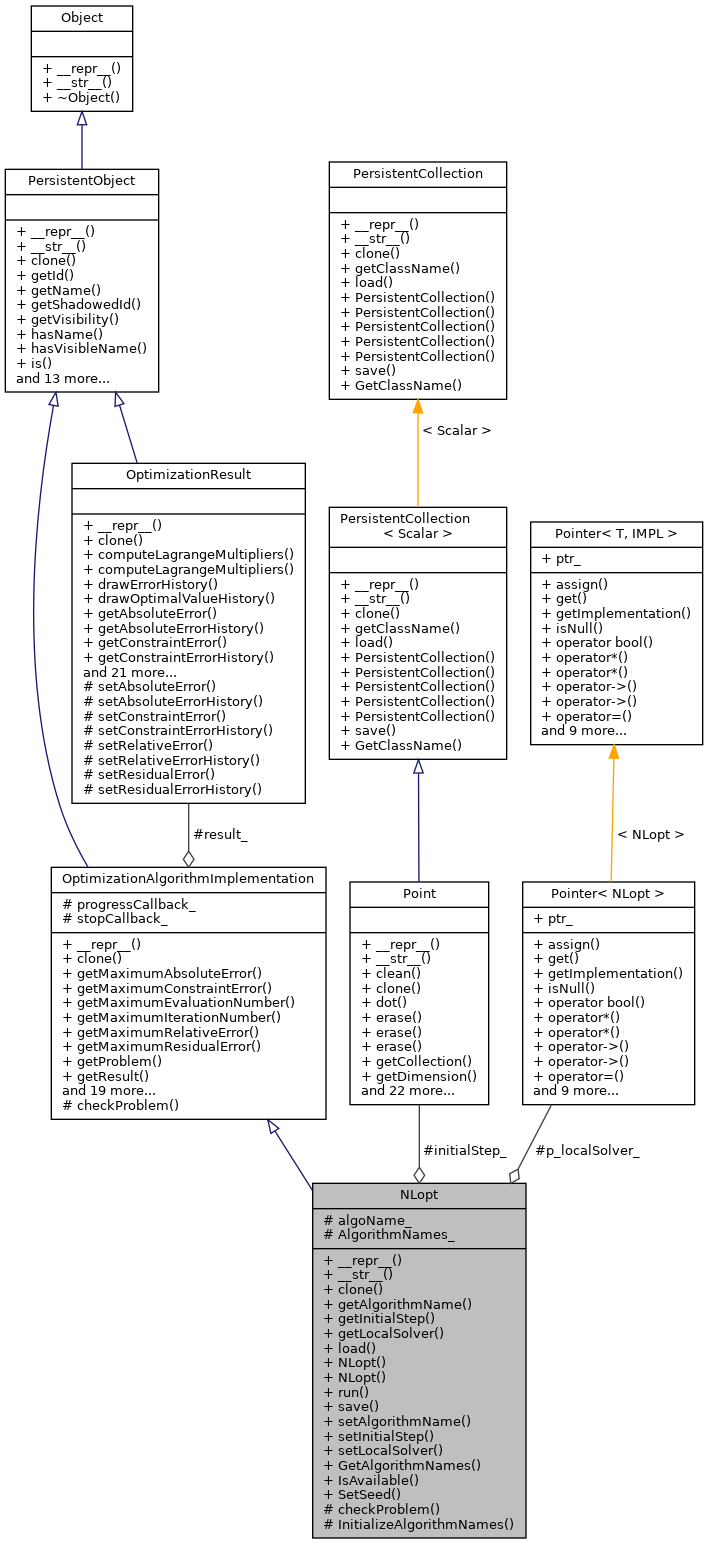 Object
+ __repr__()
+ __str__()
+ ~Object()
PersistentObject
+ __repr__()
+ __str__()
+ clone()
+ getId()
+ getName()
+ getShadowedId()
+ getVisibility()
+ hasName()
+ hasVisibleName()
+ is()
and 13 more...
PersistentCollection
+ __repr__()
+ __str__()
+ clone()
+ getClassName()
+ load()
+ PersistentCollection()
+ PersistentCollection()
+ PersistentCollection()
+ PersistentCollection()
+ PersistentCollection()
+ save()
+ GetClassName()
< Scalar >
OptimizationResult
+ __repr__()
+ clone()
+ computeLagrangeMultipliers()
+ computeLagrangeMultipliers()
+ drawErrorHistory()
+ drawOptimalValueHistory()
+ getAbsoluteError()
+ getAbsoluteErrorHistory()
+ getConstraintError()
+ getConstraintErrorHistory()
and 21 more...
# setAbsoluteError()
# setAbsoluteErrorHistory()
# setConstraintError()
# setConstraintErrorHistory()
# setRelativeError()
# setRelativeErrorHistory()
# setResidualError()
# setResidualErrorHistory()
PersistentCollection
< Scalar >
+ __repr__()
+ __str__()
+ clone()
+ getClassName()
+ load()
+ PersistentCollection()
+ PersistentCollection()
+ PersistentCollection()
+ PersistentCollection()
+ PersistentCollection()
+ save()
+ GetClassName()
Pointer< T, IMPL >
+ ptr_
+ assign()
+ get()
+ getImplementation()
+ isNull()
+ operator bool()
+ operator*()
+ operator*()
+ operator->()
+ operator->()
+ operator=()
and 9 more...
#result_
< NLopt >
OptimizationAlgorithmImplementation
# progressCallback_
# stopCallback_
+ __repr__()
+ clone()
+ getMaximumAbsoluteError()
+ getMaximumConstraintError()
+ getMaximumEvaluationNumber()
+ getMaximumIterationNumber()
+ getMaximumRelativeError()
+ getMaximumResidualError()
+ getProblem()
+ getResult()
and 19 more...
# checkProblem()
Point
+ __repr__()
+ __str__()
+ clean()
+ clone()
+ dot()
+ erase()
+ erase()
+ erase()
+ getCollection()
+ getDimension()
and 22 more...
Pointer< NLopt >
+ ptr_
+ assign()
+ get()
+ getImplementation()
+ isNull()
+ operator bool()
+ operator*()
+ operator*()
+ operator->()
+ operator->()
+ operator=()
and 9 more...
#initialStep_
#p_localSolver_
NLopt
# algoName_
# AlgorithmNames_
+ __repr__()
+ __str__()
+ clone()
+ getAlgorithmName()
+ getInitialStep()
+ getLocalSolver()
+ load()
+ NLopt()
+ NLopt()
+ run()
+ save()
+ setAlgorithmName()
+ setInitialStep()
+ setLocalSolver()
+ GetAlgorithmNames()
+ IsAvailable()
+ SetSeed()
# checkProblem()
# InitializeAlgorithmNames()